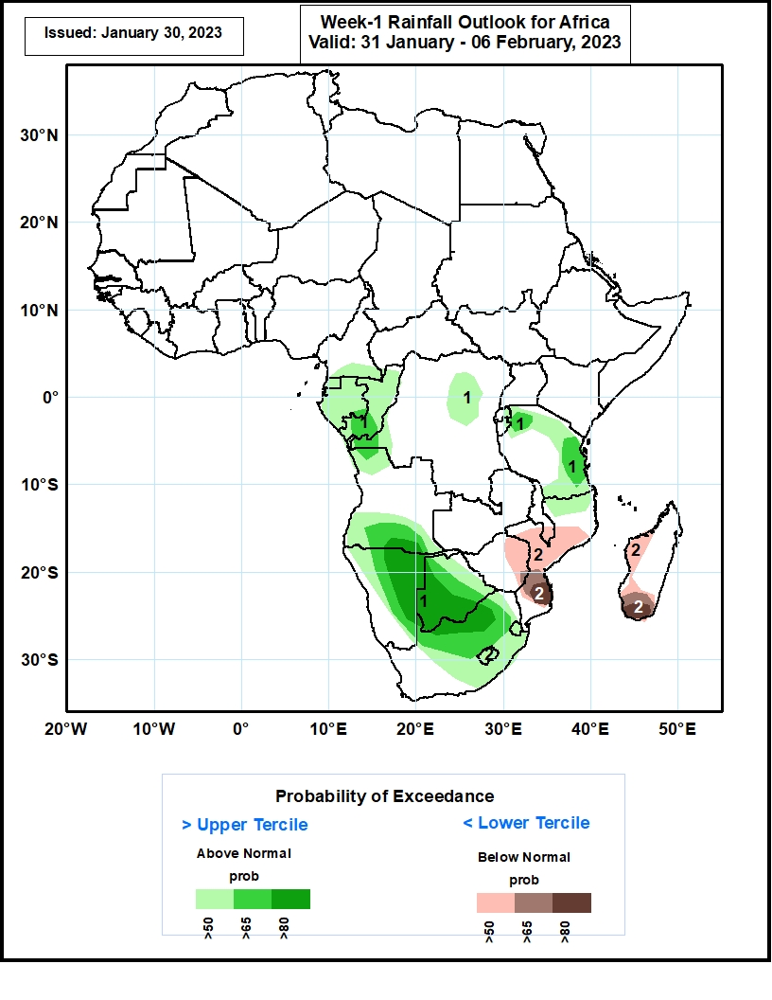 Issued: January 30, 2023
Week-1 Rainfall Outlook for Africa
Valid: 31 January - 06 February, 2023
30°N
20°N
10°N
0°
10°S
20°S
30°S
1
1
1
1
2
2
2
2
1
2
20°W
10°W
0°
10°E
20°E
30°E
40°E
50°E
Probability of Exceedance
> Upper Tercile
< Lower Tercile
Above Normal
Below Normal
prob
prob
>50
>65
>80
>50
>65
>80